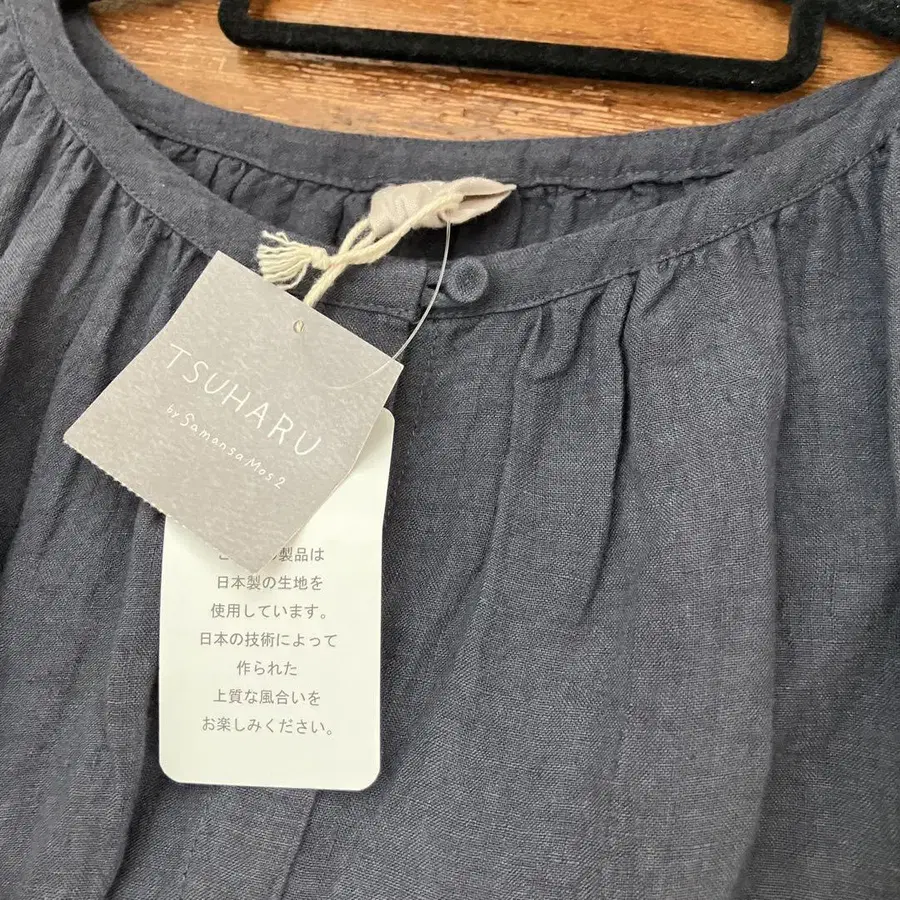 TSUHARU
by Samansa Mos2
製品は
日本製の生地を
使用しています。
日本の技術によって
作られた
上質な風合いを
お楽しみください。